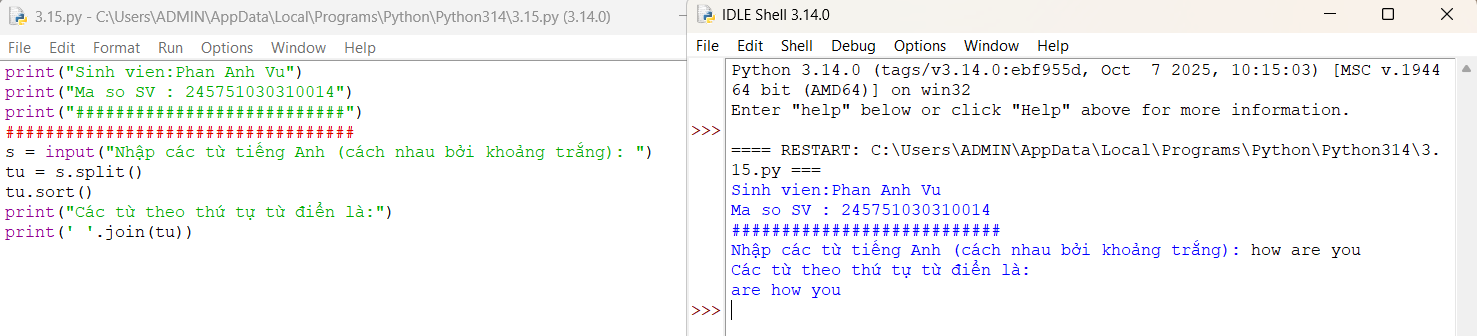 3.15.py - C:\Users\ADMIN\AppData\Local\Programs\Python\Python314\3.15.py (3.14.0)
File Edit Format Run Options Window Help
print("Sinh vien:Phan Anh Vu")
print("Ma so SV : 245751030310014")
print("###########################")
###################################
s = input("Nhập các từ tiếng Anh (cách nhau bởi khoảng trắng): ")
tu = s.split()
tu.sort()
print("Các từ theo thứ tự từ điển là:")
print(' '.join(tu))
IDLE Shell 3.14.0
File Edit Shell Debug Options Window Help
Python 3.14.0 (tags/v3.14.0:ebf955d, Oct  7 2025, 10:15:03) [MSC v.1944
64 bit (AMD64)] on win32
Enter "help" below or click "Help" above for more information.
>>>
==== RESTART: C:\Users\ADMIN\AppData\Local\Programs\Python\Python314\3.
15.py ===
Sinh vien:Phan Anh Vu
Ma so SV : 245751030310014
###########################
Nhập các từ tiếng Anh (cách nhau bởi khoảng trắng): how are you
Các từ theo thứ tự từ điển là:
are how you
>>>